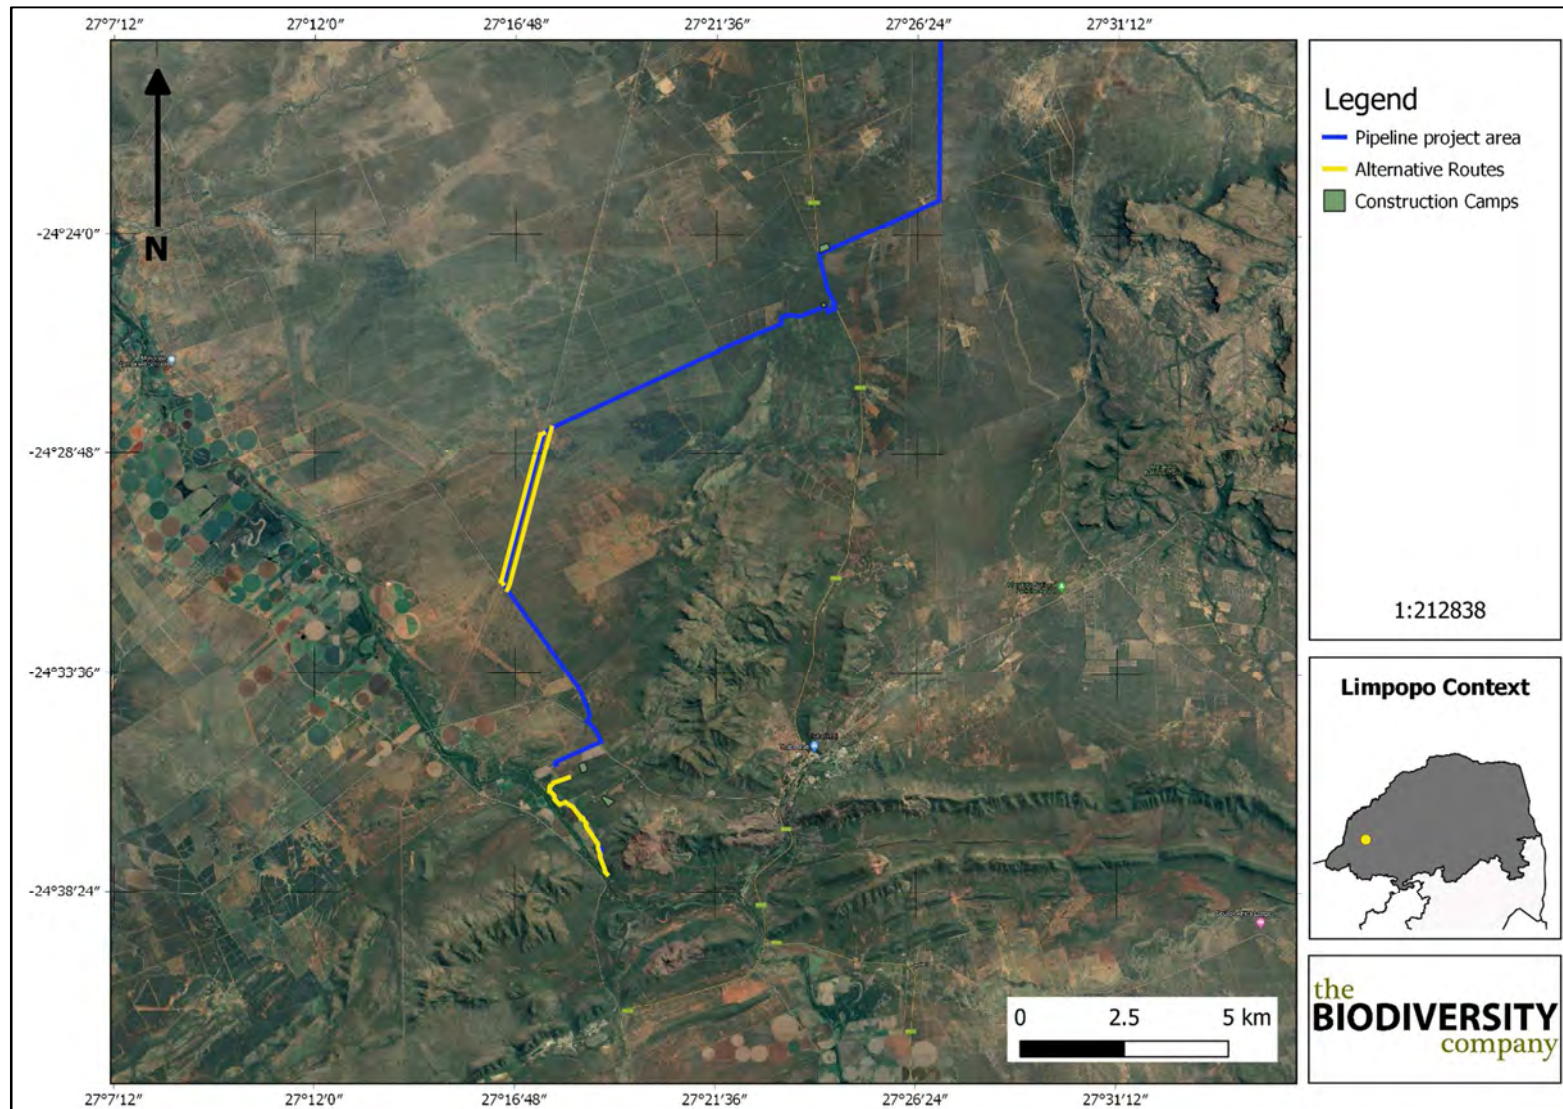 27°7′12″ 27°12′0″ 27°16′48″ 27°21′36″ 27°26′24″ 27°31′12″
Legend
Pipeline project area
Alternative Routes
Construction Camps
1:212838
-24°24′0″
-24°28′48″
-24°33′36″
-24°38′24″
N
Limpopo Context
0 2.5 5 km
the
BIODIVERSITY
company
27°7′12″ 27°12′0″ 27°16′48″ 27°21′36″ 27°26′24″ 27°31′12″